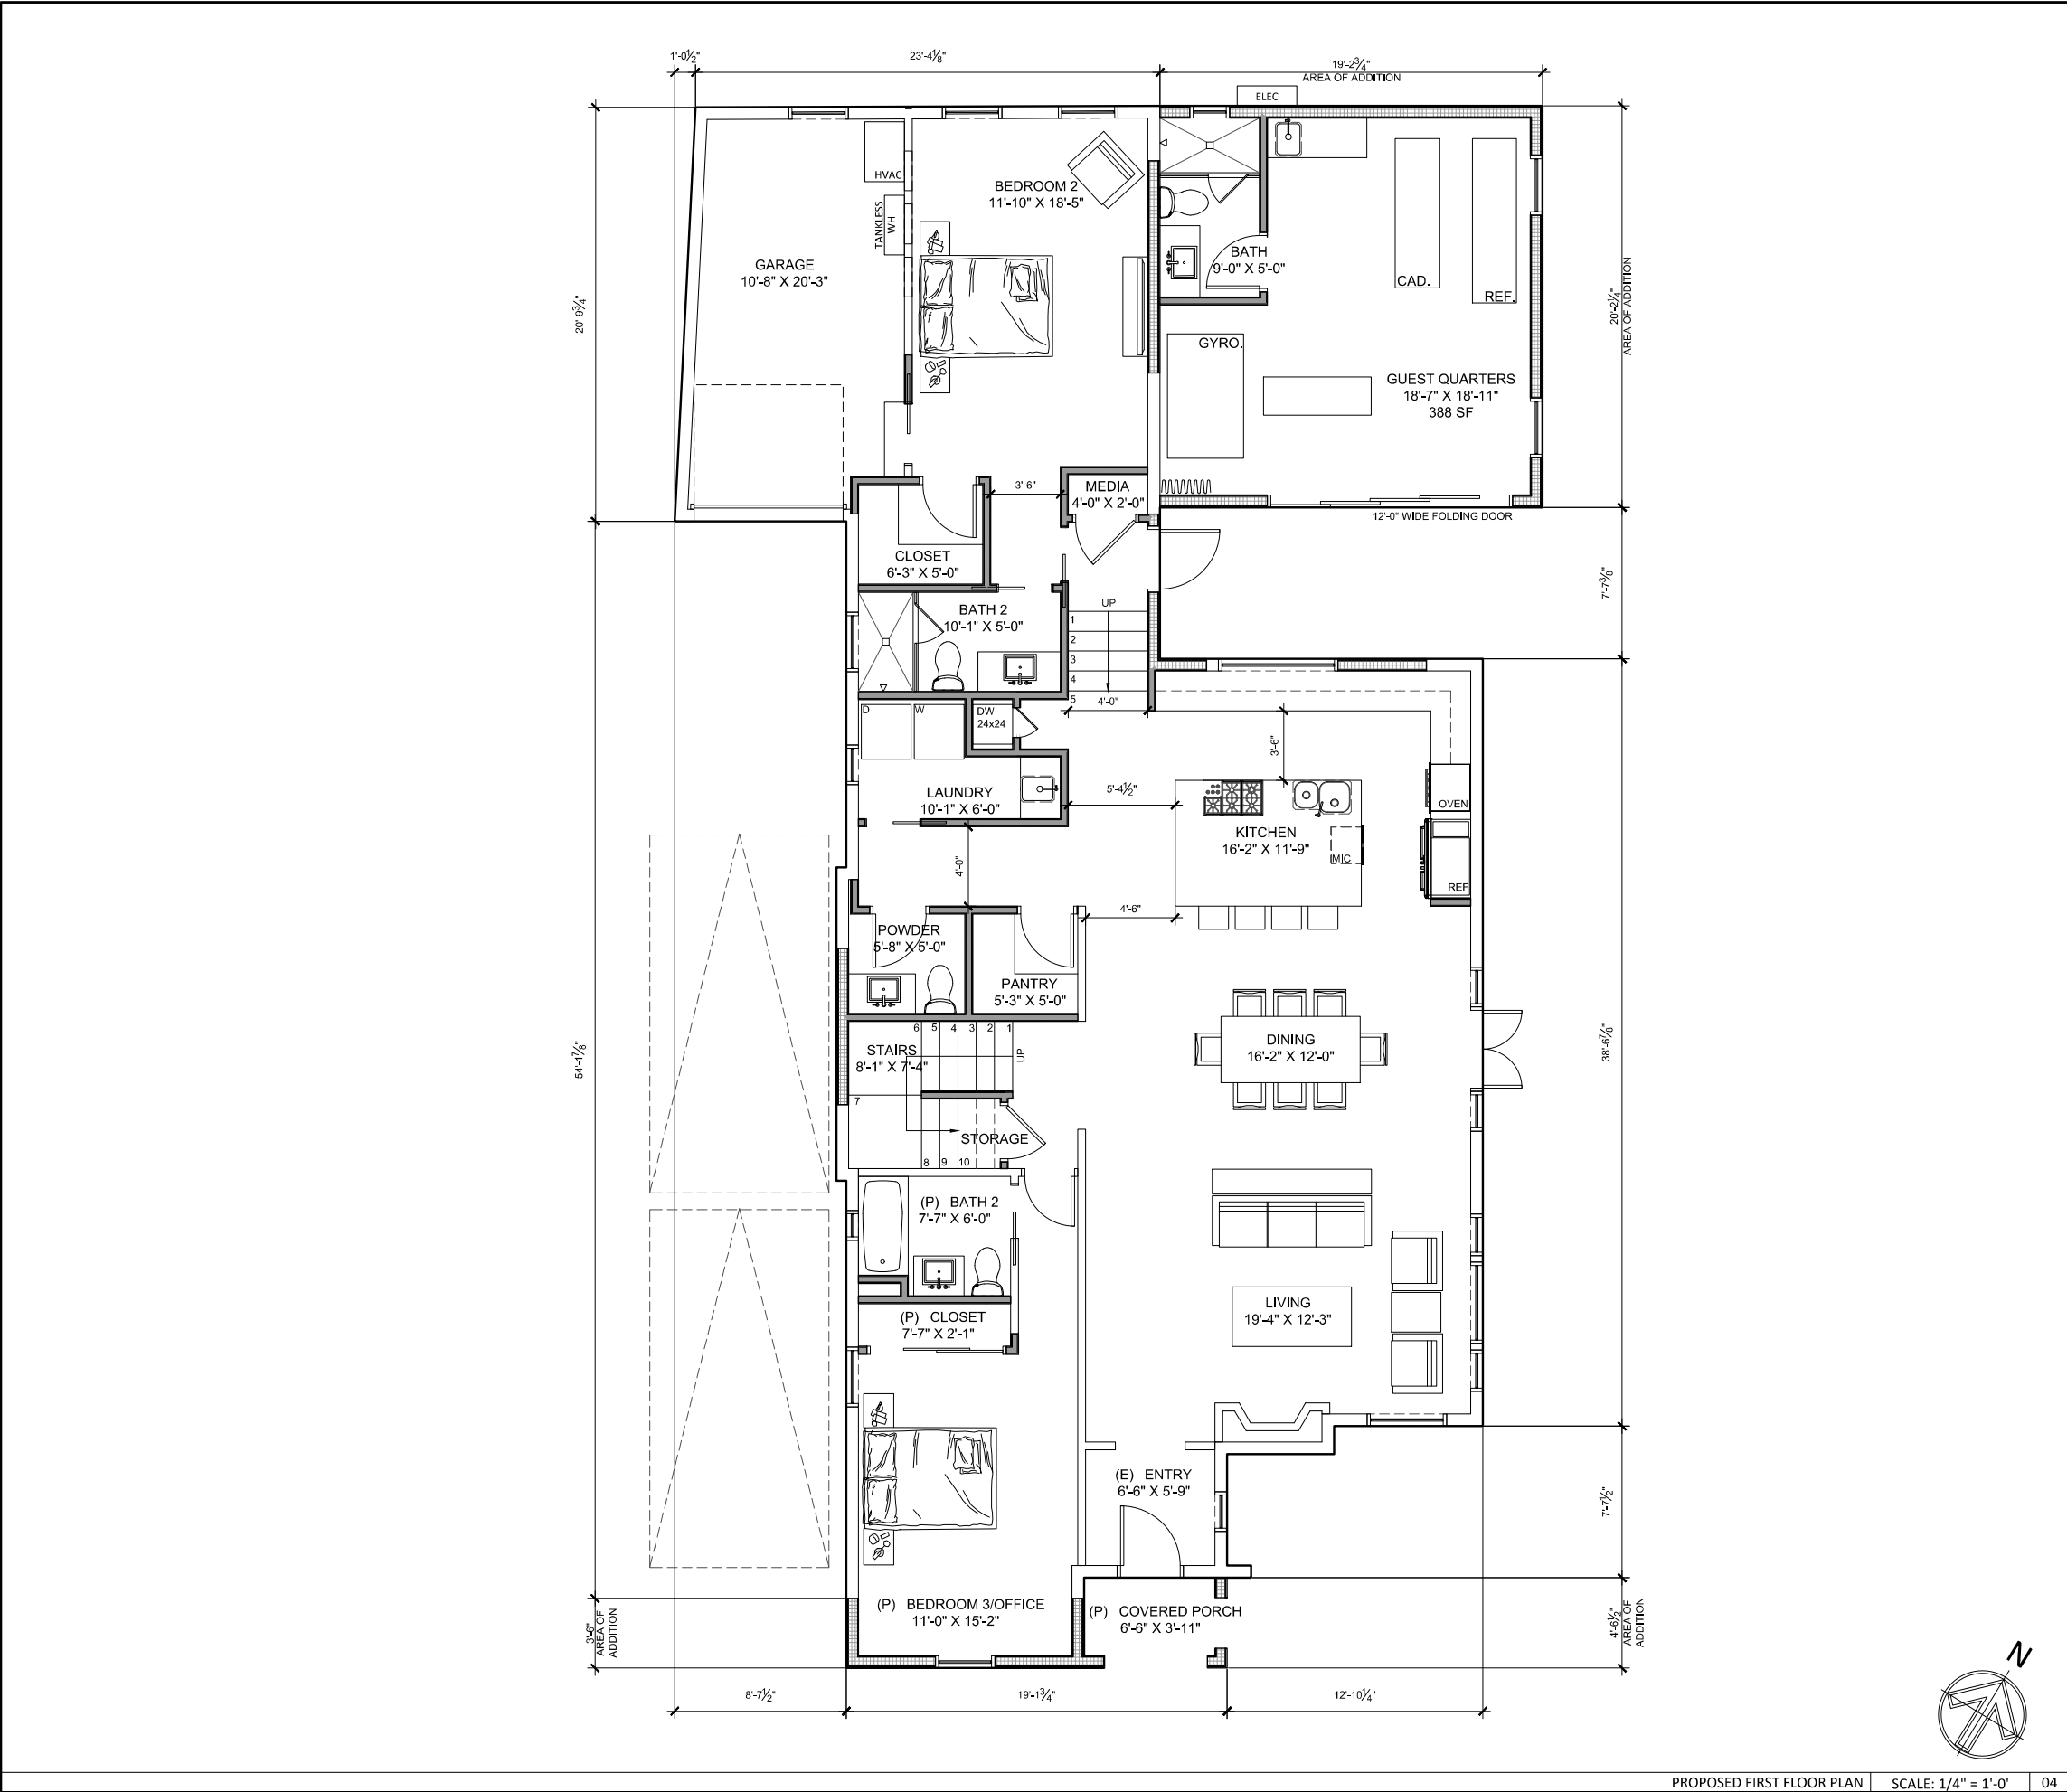 1'-0½"
23'-4⅛"
19'-2¾"
AREA OF ADDITION
ELEC
HVAC
TANKLESS
WH
BEDROOM 2
11'-10" X 18'-5"
GARAGE
10'-8" X 20'-3"
BATH
9'-0" X 5'-0"
CAD.
REF.
GYRO.
GUEST QUARTERS
18'-7" X 18'-11"
388 SF
20'-9¾"
20'-2¼"
AREA OF ADDITION
3'-6"
MEDIA
4'-0" X 2'-0"
12'-0" WIDE FOLDING DOOR
CLOSET
6'-3" X 5'-0"
7'-7⅜"
BATH 2
10'-1" X 5'-0"
UP
1
2
3
4
5
4'-0"
D
W
DW
24x24
3'-6"
LAUNDRY
10'-1" X 6'-0"
5'-4½"
OVEN
KITCHEN
16'-2" X 11'-9"
MIC
REF
4'-0"
4'-6"
POWDER
5'-8" X 5'-0"
PANTRY
5'-3" X 5'-0"
6 5 4 3 2 1
UP
STAIRS
8'-1" X 7'-4"
7
STORAGE
8 9 10
DINING
16'-2" X 12'-0"
54'-1⅞"
38'-6⅞"
(P) BATH 2
7'-7" X 6'-0"
(P) CLOSET
7'-7" X 2'-1"
LIVING
19'-4" X 12'-3"
(E) ENTRY
6'-6" X 5'-9"
7'-7½"
(P) BEDROOM 3/OFFICE
11'-0" X 15'-2"
(P) COVERED PORCH
6'-6" X 3'-11"
3'-6"
AREA OF
ADDITION
4'-6½"
AREA OF
ADDITION
8'-7½"
19'-1¾"
12'-10¼"
N
PROPOSED FIRST FLOOR PLAN
SCALE: 1/4" = 1'-0'
04